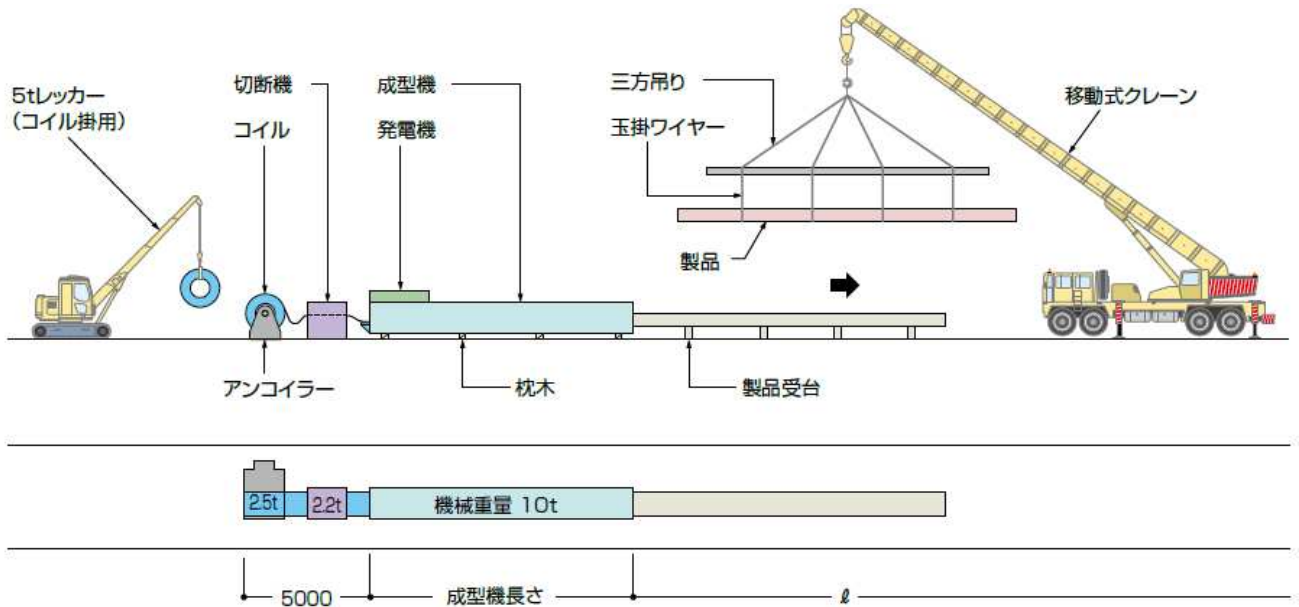 5tレッカー
（コイル掛用）
切断機
コイル
成型機
発電機
三方吊り
玉掛ワイヤー
移動式クレーン
製品
アンコイラー
枕木
製品受台
2.5t
2.2t
機械重量 10t
5000
成型機長さ
ℓ